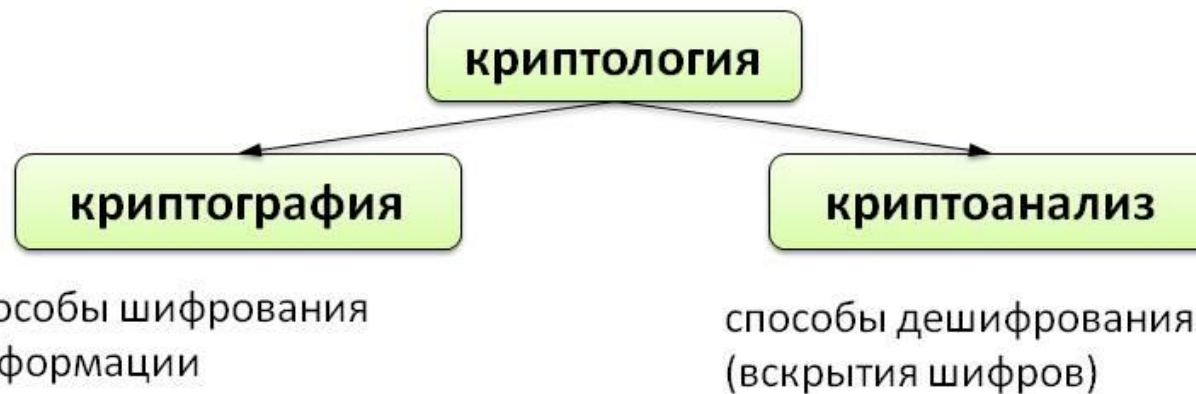 криптология
криптография
криптоанализ
особы шифрования
формации
способы дешифрования
(вскрытия шифров)